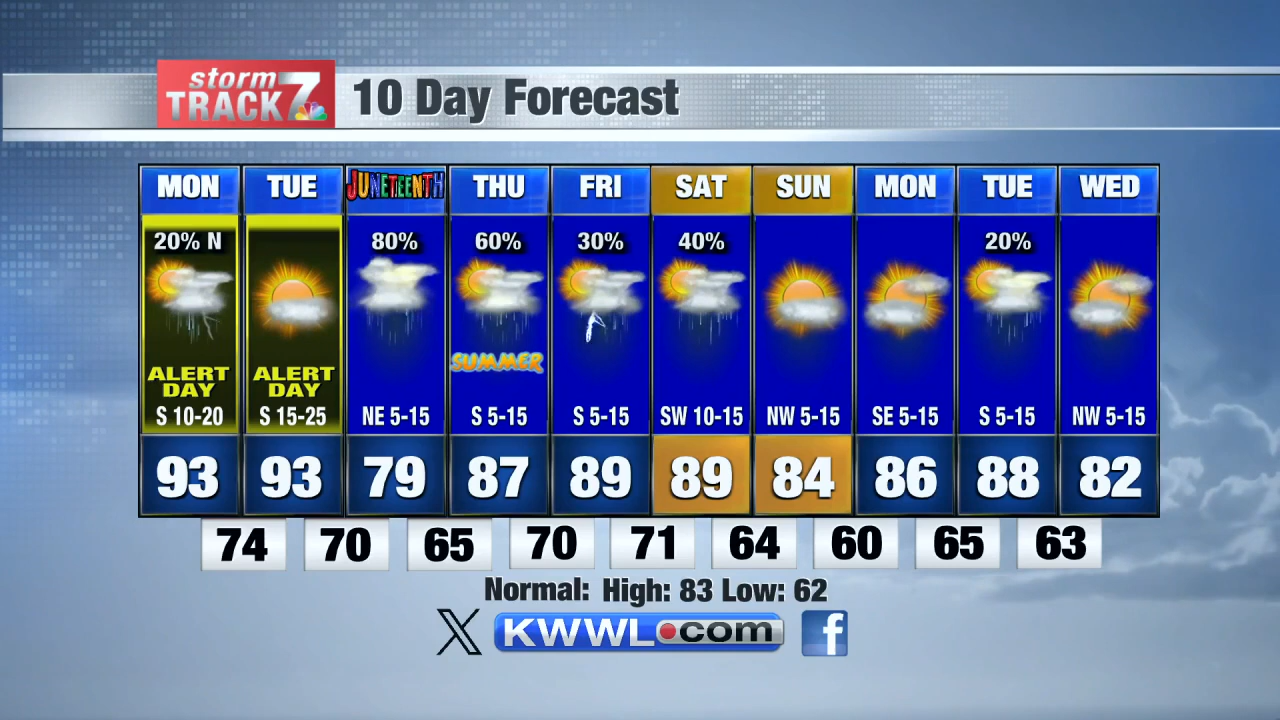 storm
TRACK 7
10 Day Forecast
MON TUE JUNETEENTH THU FRI SAT SUN MON TUE WED
20% N 80% 60% 30% 40% 20%
SUMMER
ALERT DAY ALERT DAY
S 10-20 S 15-25 NE 5-15 S 5-15 S 5-15 SW 10-15 NW 5-15 SE 5-15 S 5-15 NW 5-15
93 93 79 87 89 89 84 86 88 82
74 70 65 70 71 64 60 65 63
Normal: High: 83 Low: 62
X KWWL.com f